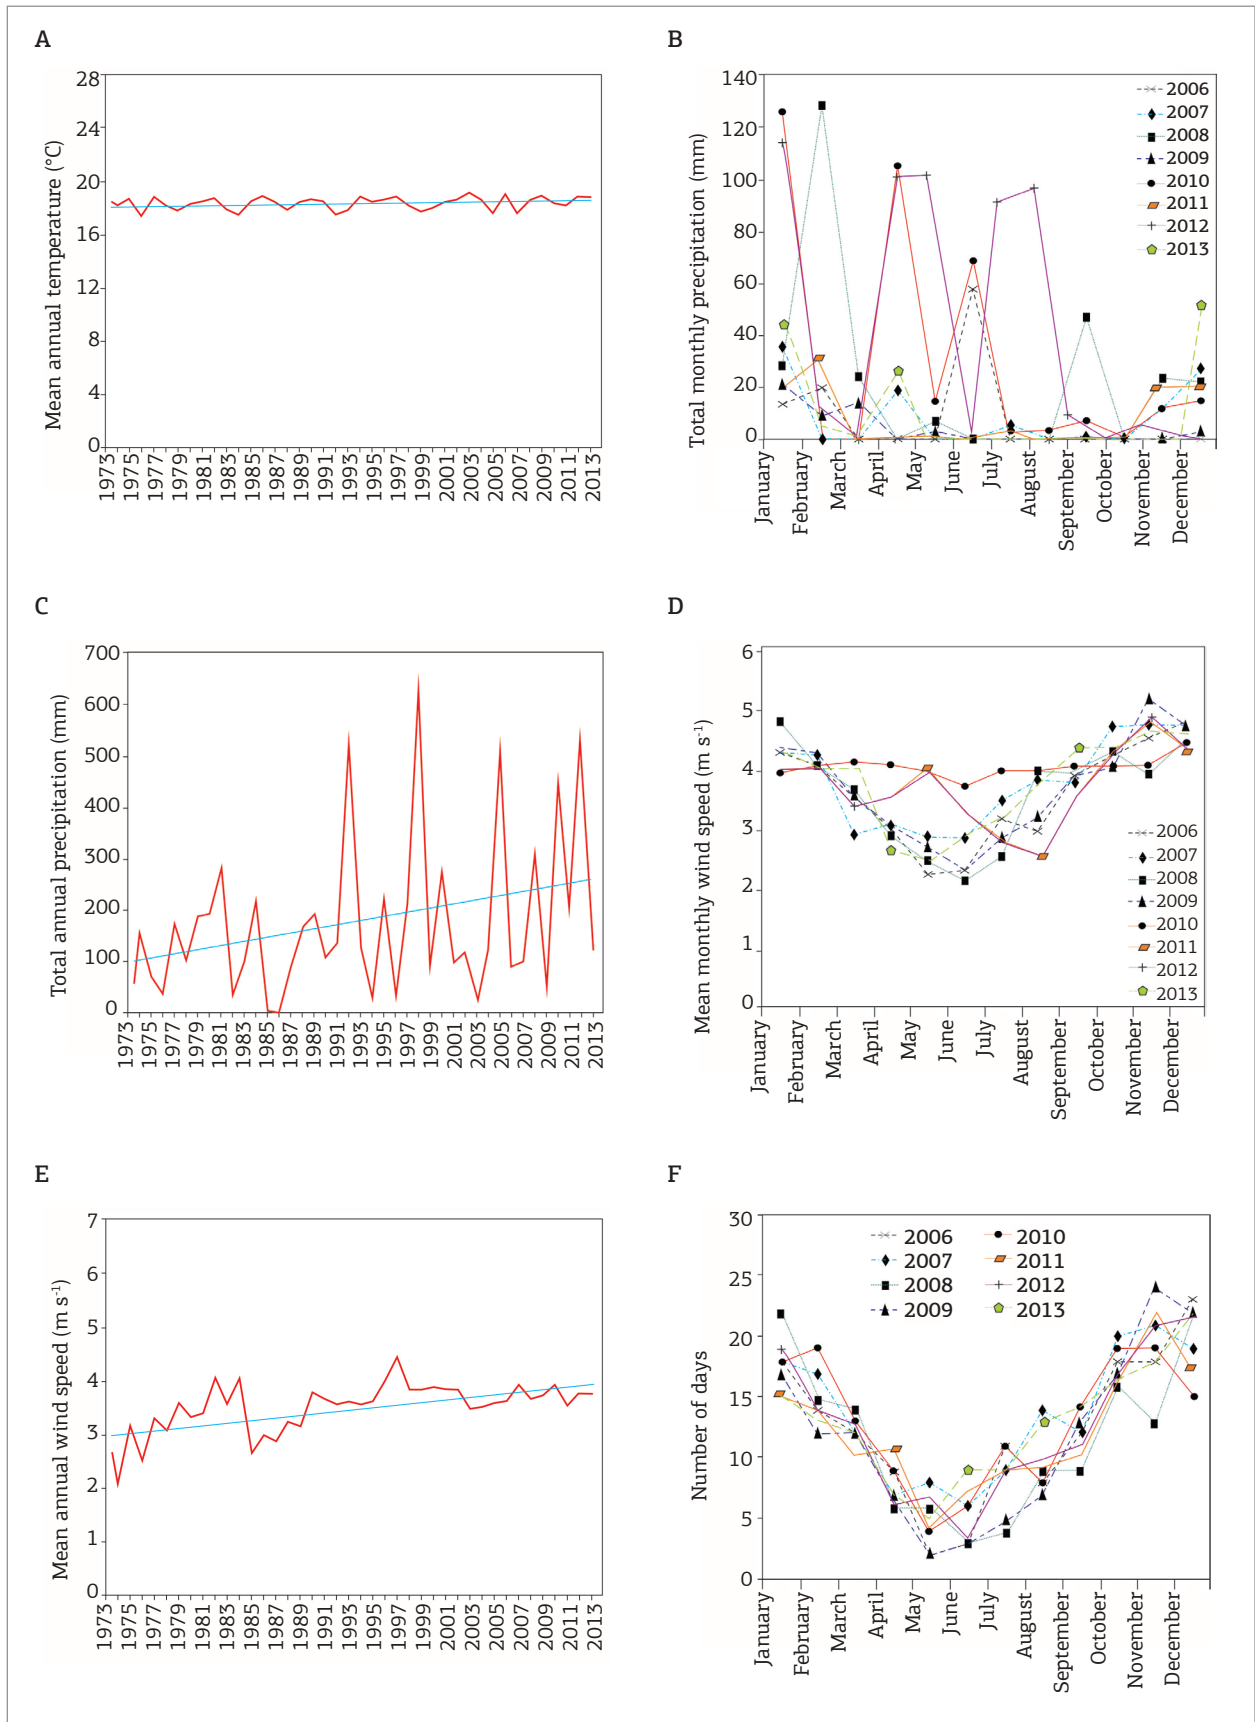 A
Mean annual temperature (°C)
28
24
20
16
12
8
4
0
1973
1975
1977
1979
1981
1983
1985
1987
1989
1991
1993
1995
1997
1999
2001
2003
2005
2007
2009
2011
2013
B
Total monthly precipitation (mm)
140
120
100
80
60
40
20
0
2006
2007
2008
2009
2010
2011
2012
2013
January
February
March
April
May
June
July
August
September
October
November
December
C
Total annual precipitation (mm)
700
600
500
400
300
200
100
0
1973
1975
1977
1979
1981
1983
1985
1987
1989
1991
1993
1995
1997
1999
2001
2003
2005
2007
2009
2011
2013
D
Mean monthly wind speed (m s-1)
6
5
4
3
2
1
0
2006
2007
2008
2009
2010
2011
2012
2013
January
February
March
April
May
June
July
August
September
October
November
December
E
Mean annual wind speed (m s-1)
7
6
5
4
3
2
1
0
1973
1975
1977
1979
1981
1983
1985
1987
1989
1991
1993
1995
1997
1999
2001
2003
2005
2007
2009
2011
2013
F
Number of days
30
25
20
15
10
5
0
2006
2007
2008
2009
2010
2011
2012
2013
January
February
March
April
May
June
July
August
September
October
November
December